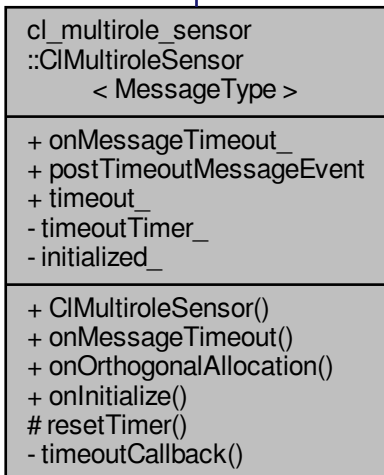 cl_multirole_sensor
::ClMultiroleSensor
< MessageType >
+ onMessageTimeout_
+ postTimeoutMessageEvent
+ timeout_
- timeoutTimer_
- initialized_
+ ClMultiroleSensor()
+ onMessageTimeout()
+ onOrthogonalAllocation()
+ onInitialize()
# resetTimer()
- timeoutCallback()